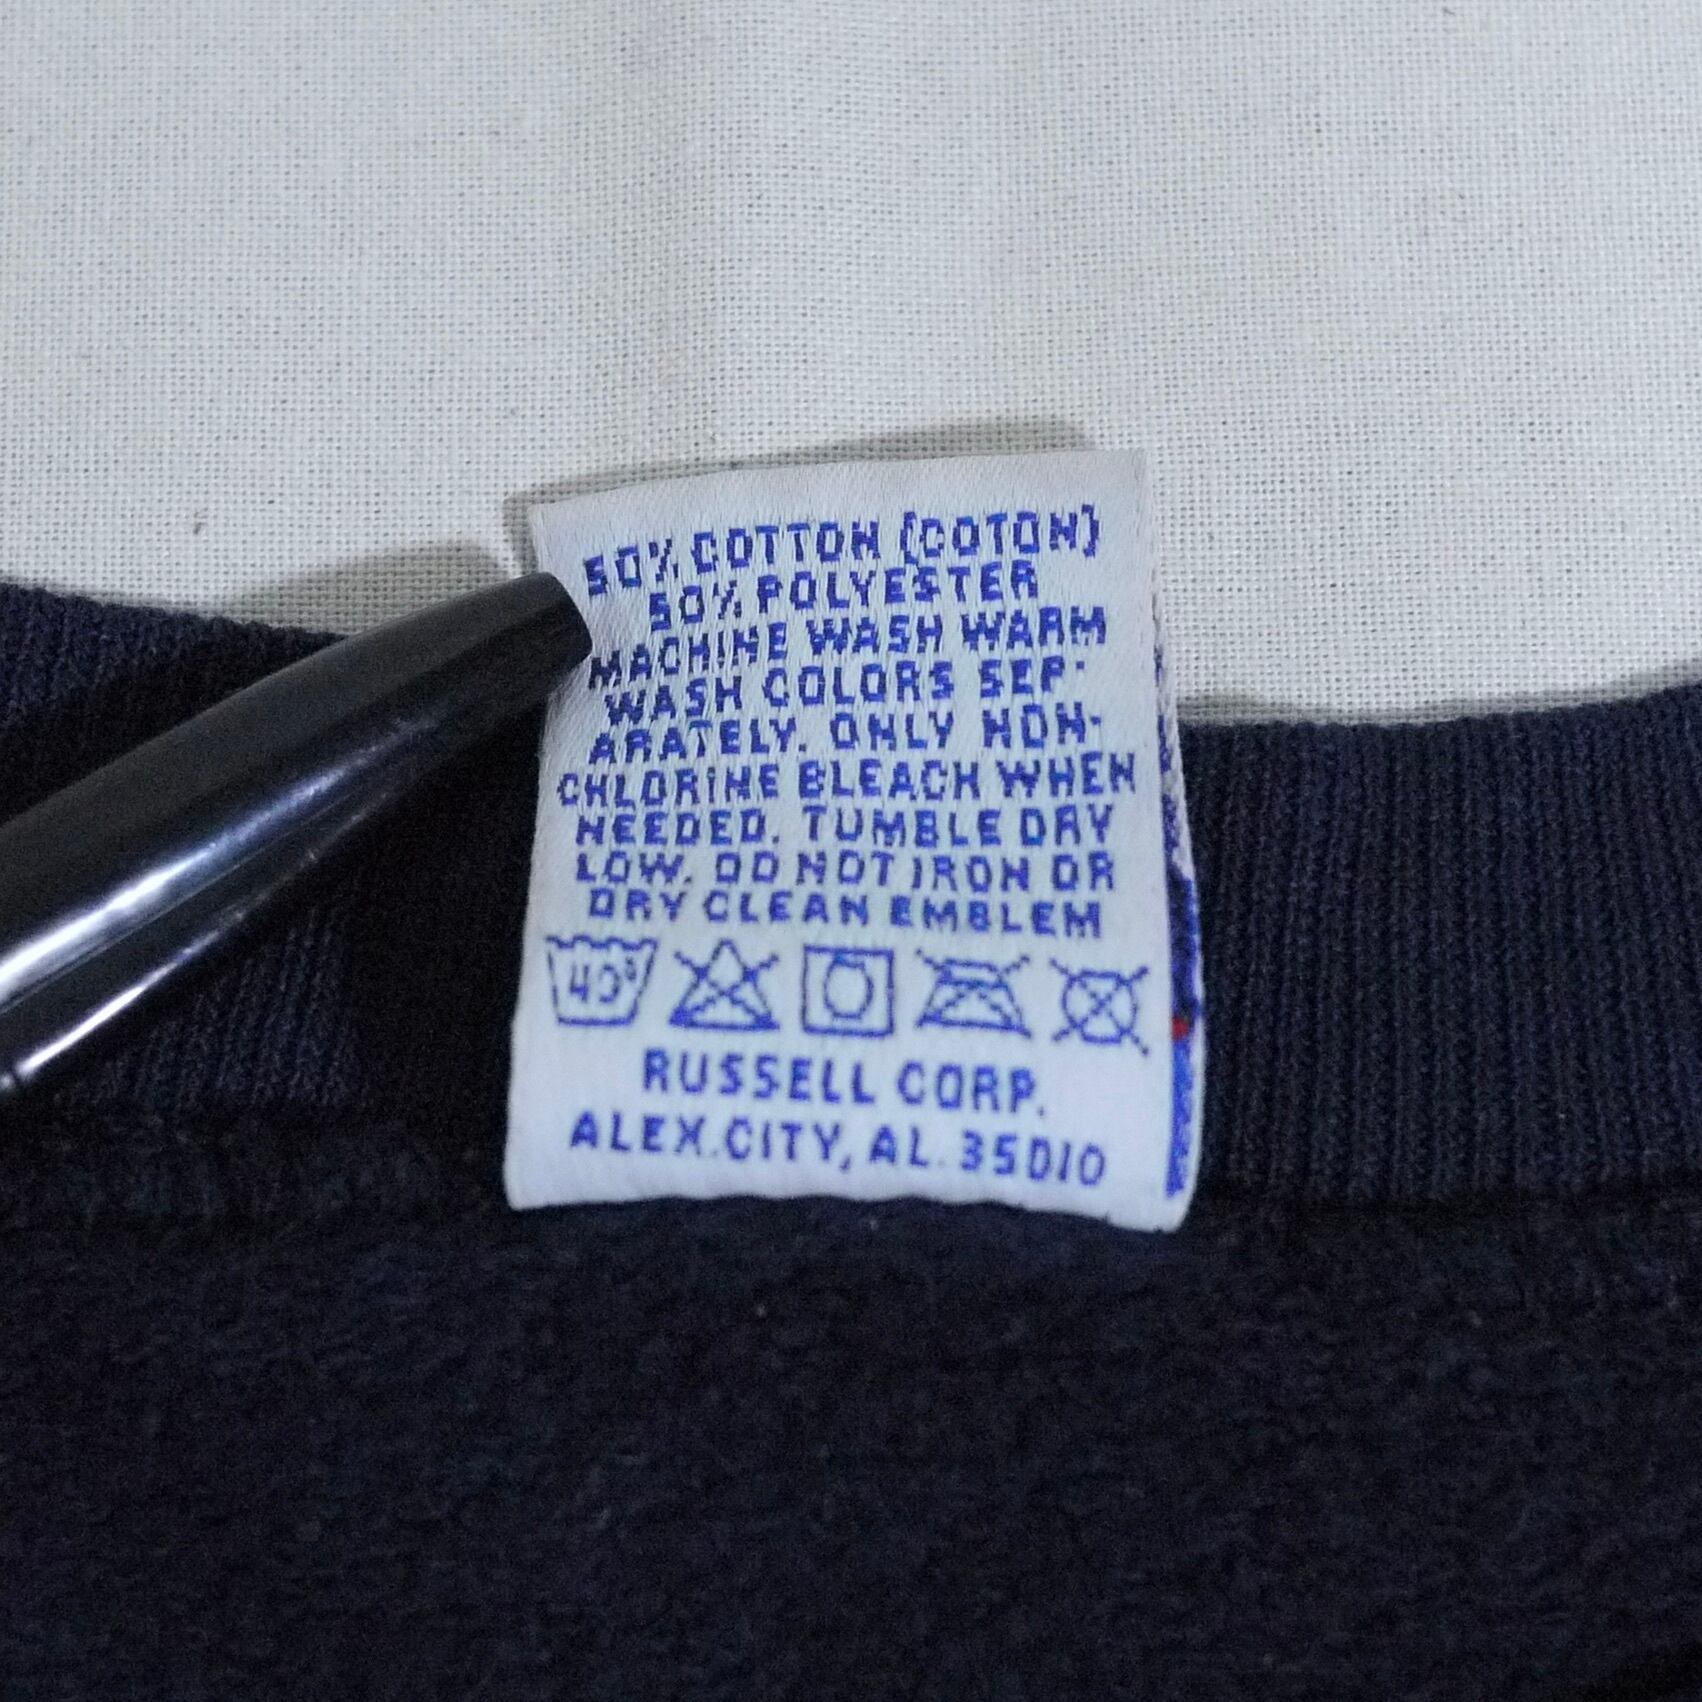 50% COTTON (COTON)
50% POLYESTER
MACHINE WASH WARM
WASH COLORS SEP-
ARATELY. ONLY NON-
CHLORINE BLEACH WHEN
NEEDED. TUMBLE DRY
LOW. DO NOT IRON OR
DRY CLEAN EMBLEM
40°
RUSSELL CORP.
ALEX.CITY, AL. 35010